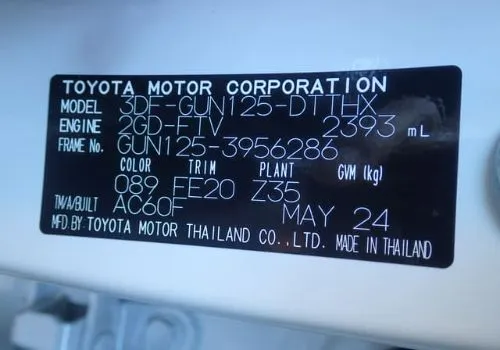 TOYOTA MOTOR CORPORATION
MODEL 3DF-GUN125-DTTHX
ENGINE 2GD-FTV 2393 mL
FRAME No. GUN125-3956286
COLOR TRIM PLANT GVM (kg)
089 FE20 Z35
TM/A/BUILT AC60F MAY 24
MFD.BY:TOYOTA MOTOR THAILAND CO.,LTD. MADE IN THAILAND